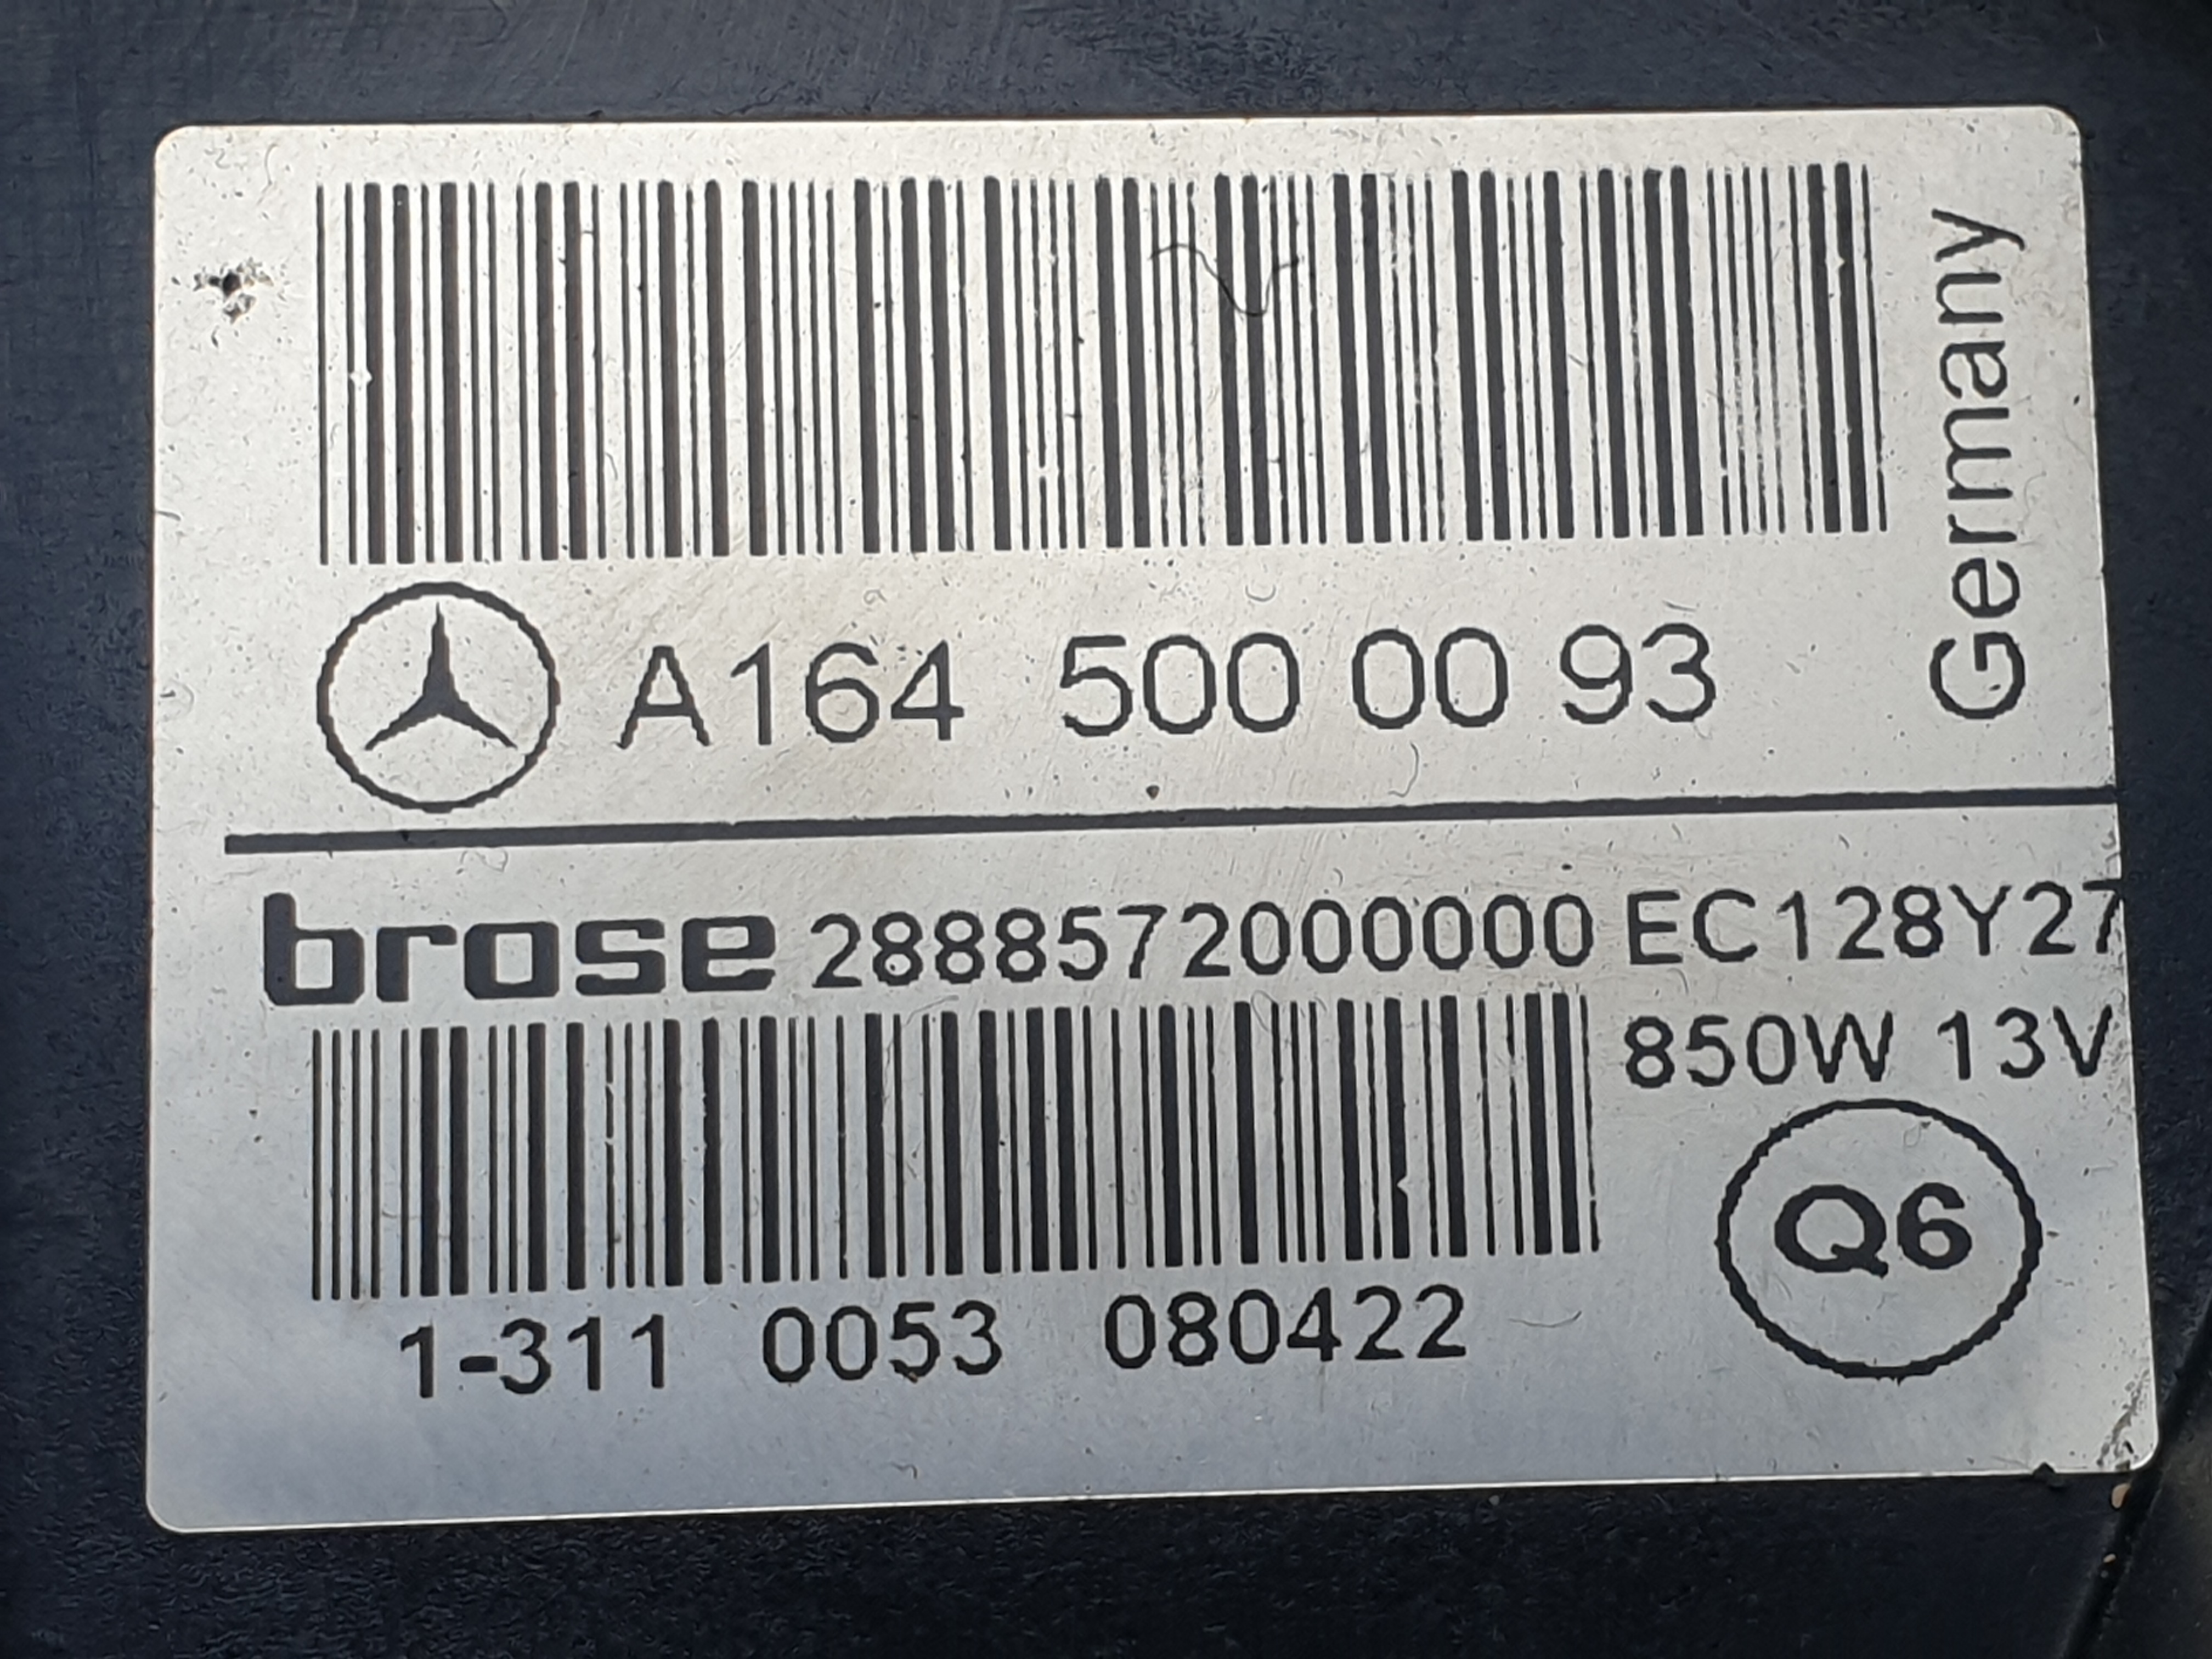 A164 500 00 93
Germany
brose 2888572000000 EC128Y27
850W 13V
Q6
1-311 0053 080422